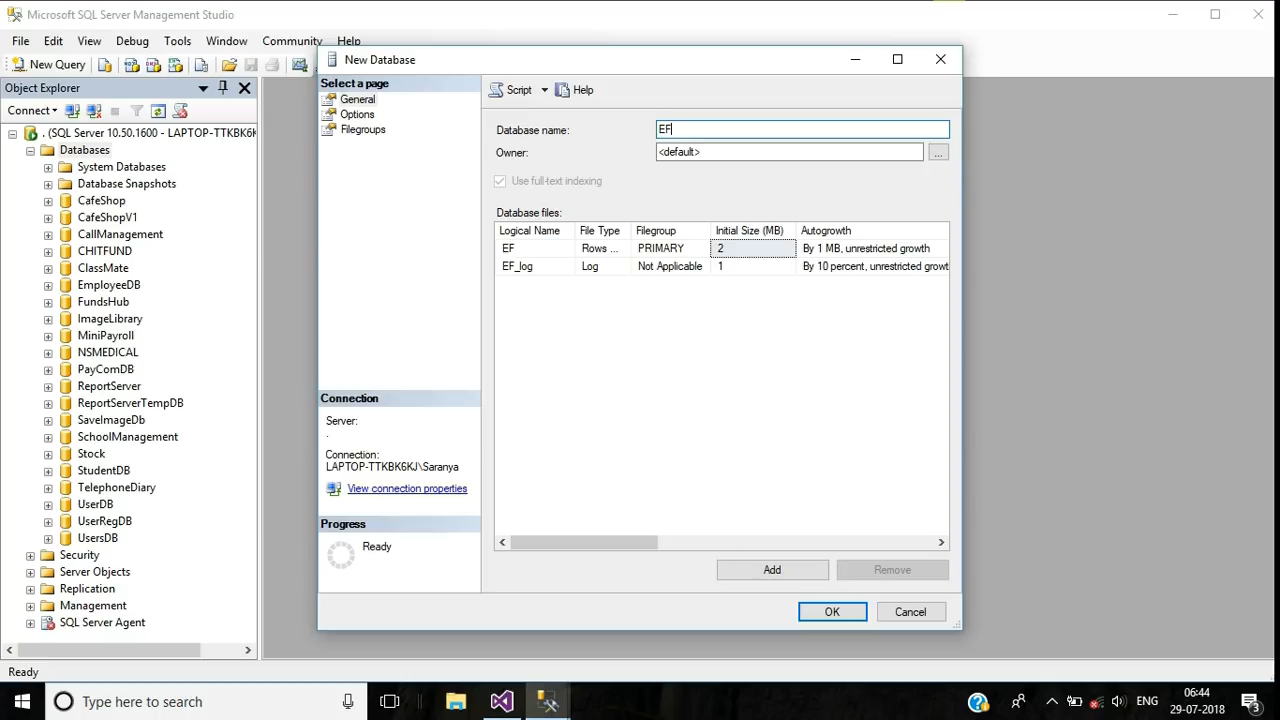 Microsoft SQL Server Management Studio
File Edit View Debug Tools Window Community Help
New Query
Object Explorer
Connect
. (SQL Server 10.50.1600 - LAPTOP-TTKBK6K
Databases
System Databases
Database Snapshots
CafeShop
CafeShopV1
CallManagement
CHITFUND
ClassMate
EmployeeDB
FundsHub
ImageLibrary
MiniPayroll
NSMEDICAL
PayComDB
ReportServer
ReportServerTempDB
SaveImageDb
SchoolManagement
Stock
StudentDB
TelephoneDiary
UserDB
UserRegDB
UsersDB
Security
Server Objects
Replication
Management
SQL Server Agent
New Database
Select a page
General
Options
Filegroups
Connection
Server:
.
Connection:
LAPTOP-TTKBK6KJ\Saranya
View connection properties
Progress
Ready
Script Help
Database name: EF
Owner: <default> ...
Use full-text indexing
Database files:
Logical Name File Type Filegroup Initial Size (MB) Autogrowth
EF Rows ... PRIMARY 2 By 1 MB, unrestricted growth
EF_log Log Not Applicable 1 By 10 percent, unrestricted growt
Add Remove
OK Cancel
Ready
Type here to search
ENG
06:44
29-07-2018
3